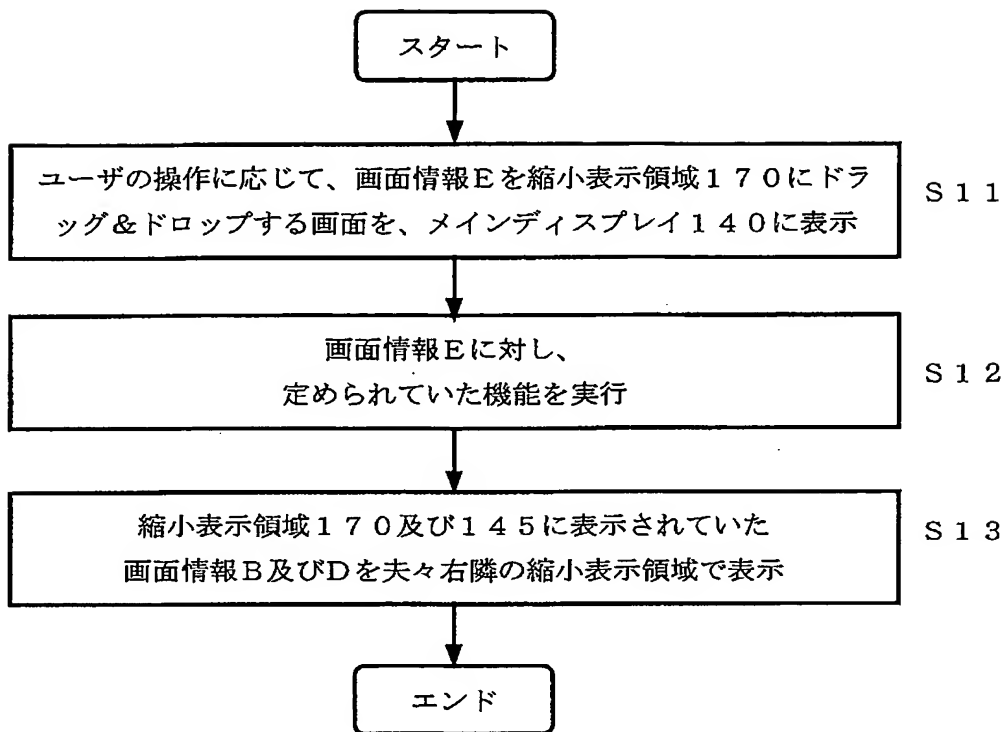 スタート
ユーザの操作に応じて、画面情報Eを縮小表示領域170にドラ
ッグ&ドロップする画面を、メインディスプレイ140に表示
S11
画面情報Eに対し、
定められていた機能を実行
S12
縮小表示領域170及び145に表示されていた
画面情報B及びDを夫々右隣の縮小表示領域で表示
S13
エンド